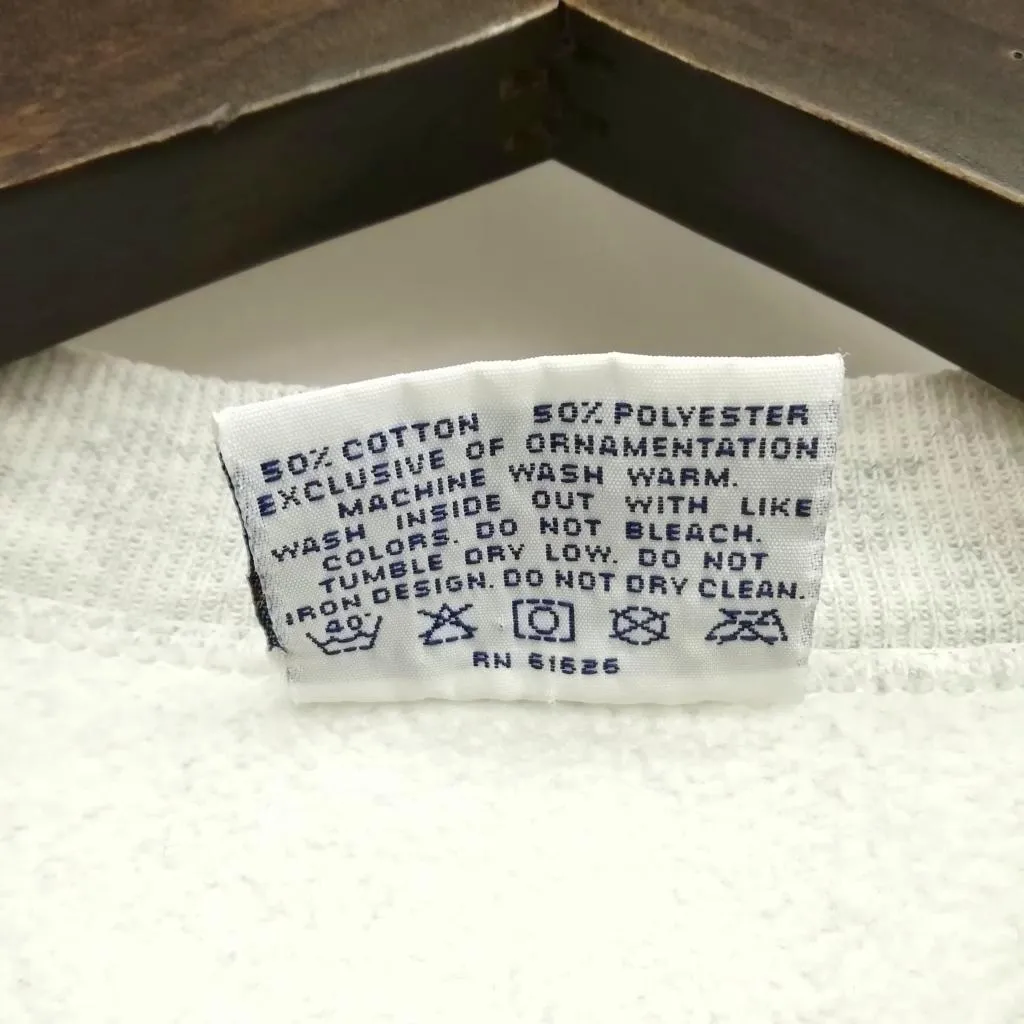 50% COTTON 50% POLYESTER
EXCLUSIVE OF ORNAMENTATION
MACHINE WASH WARM.
WASH INSIDE OUT WITH LIKE
COLORS. DO NOT BLEACH.
TUMBLE DRY LOW. DO NOT
IRON DESIGN. DO NOT DRY CLEAN.
40°
RN 61626